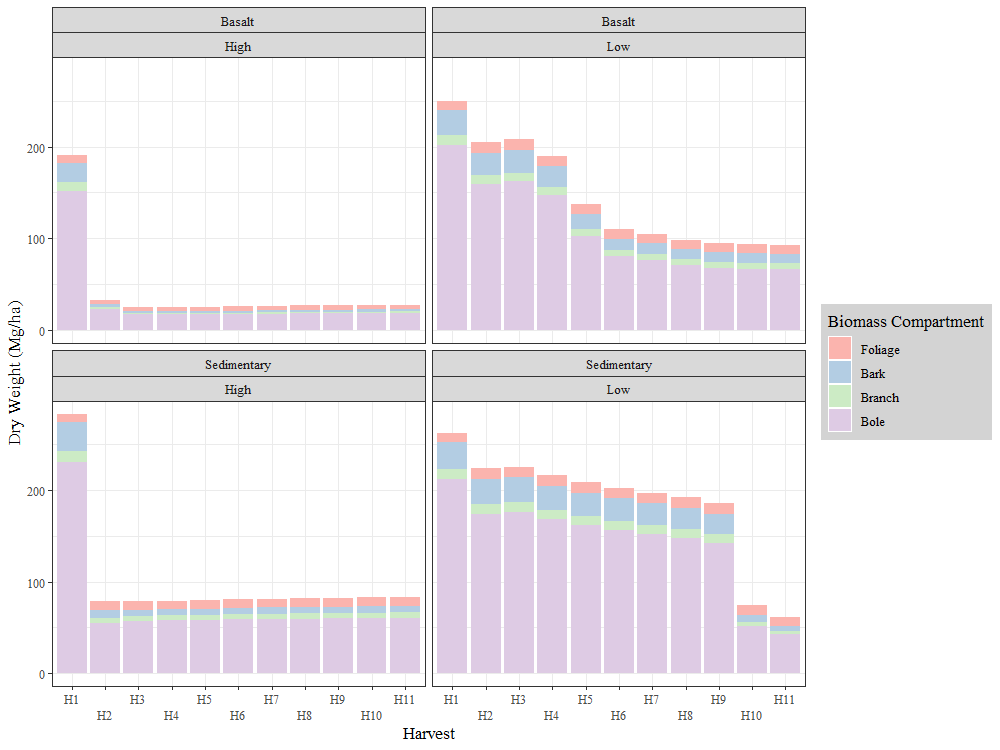 Basalt
Basalt
High
Low
200
100
0
Sedimentary
Sedimentary
High
Low
200
100
0
H1 H3 H5 H7 H9 H11 H1 H3 H5 H7 H9 H11
H2 H4 H6 H8 H10 H2 H4 H6 H8 H10
Harvest
Dry Weight (Mg/ha)
Biomass Compartment
Foliage
Bark
Branch
Bole